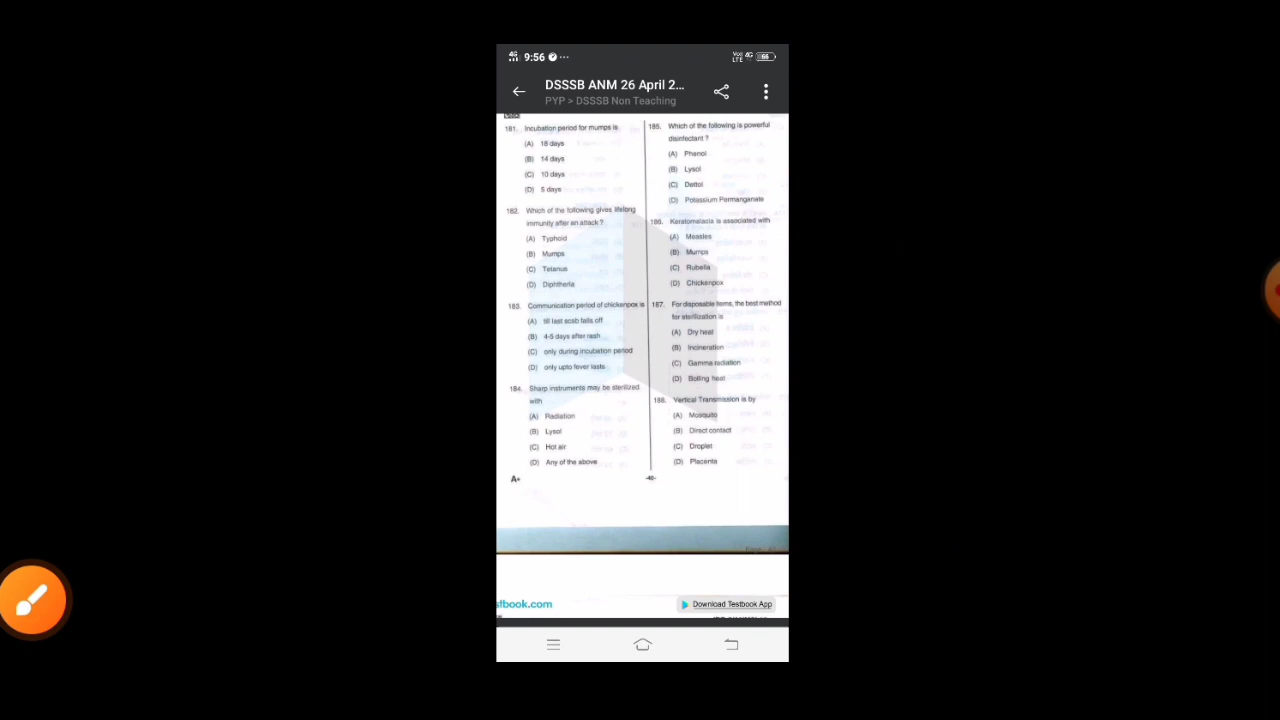 9:56
DSSSB ANM 26 April 2...
PYP > DSSSB Non Teaching
181. Incubation period for mumps is
(A) 18 days
(B) 14 days
(C) 10 days
(D) 5 days
182. Which of the following gives lifelong
immunity after an attack ?
(A) Typhoid
(B) Mumps
(C) Tetanus
(D) Diphtheria
183. Communication period of chickenpox is
(A) till last scab falls off
(B) 4-5 days after rash
(C) only during incubation period
(D) only upto fever lasts
184. Sharp instruments may be sterilized
with
(A) Radiation
(B) Lysol
(C) Hot air
(D) Any of the above
A+
185. Which of the following is powerful
disinfectant ?
(A) Phenol
(B) Lysol
(C) Dettol
(D) Potassium Permanganate
186. Keratomalacia is associated with
(A) Measles
(B) Mumps
(C) Rubella
(D) Chickenpox
187. For disposable items, the best method
for sterilization is
(A) Dry heat
(B) Incineration
(C) Gamma radiation
(D) Boiling heat
188. Vertical Transmission is by
(A) Mosquito
(B) Direct contact
(C) Droplet
(D) Placenta
-40-
stbook.com
Download Testbook App